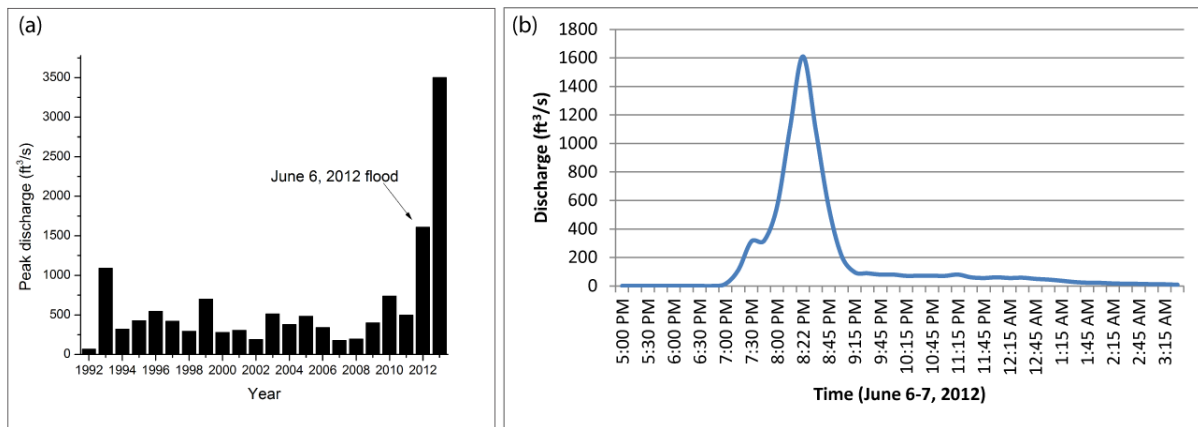 (a)
Peak discharge (ft³/s)
3500
3000
2500
2000
1500
1000
500
0
June 6, 2012 flood
1992 1994 1996 1998 2000 2002 2004 2006 2008 2010 2012
Year
(b)
Discharge (ft³/s)
1800
1600
1400
1200
1000
800
600
400
200
0
5:00 PM
5:30 PM
6:00 PM
6:30 PM
7:00 PM
7:30 PM
8:00 PM
8:22 PM
8:45 PM
9:15 PM
9:45 PM
10:15 PM
10:45 PM
11:15 PM
11:45 PM
12:15 AM
12:45 AM
1:15 AM
1:45 AM
2:15 AM
2:45 AM
3:15 AM
Time (June 6-7, 2012)